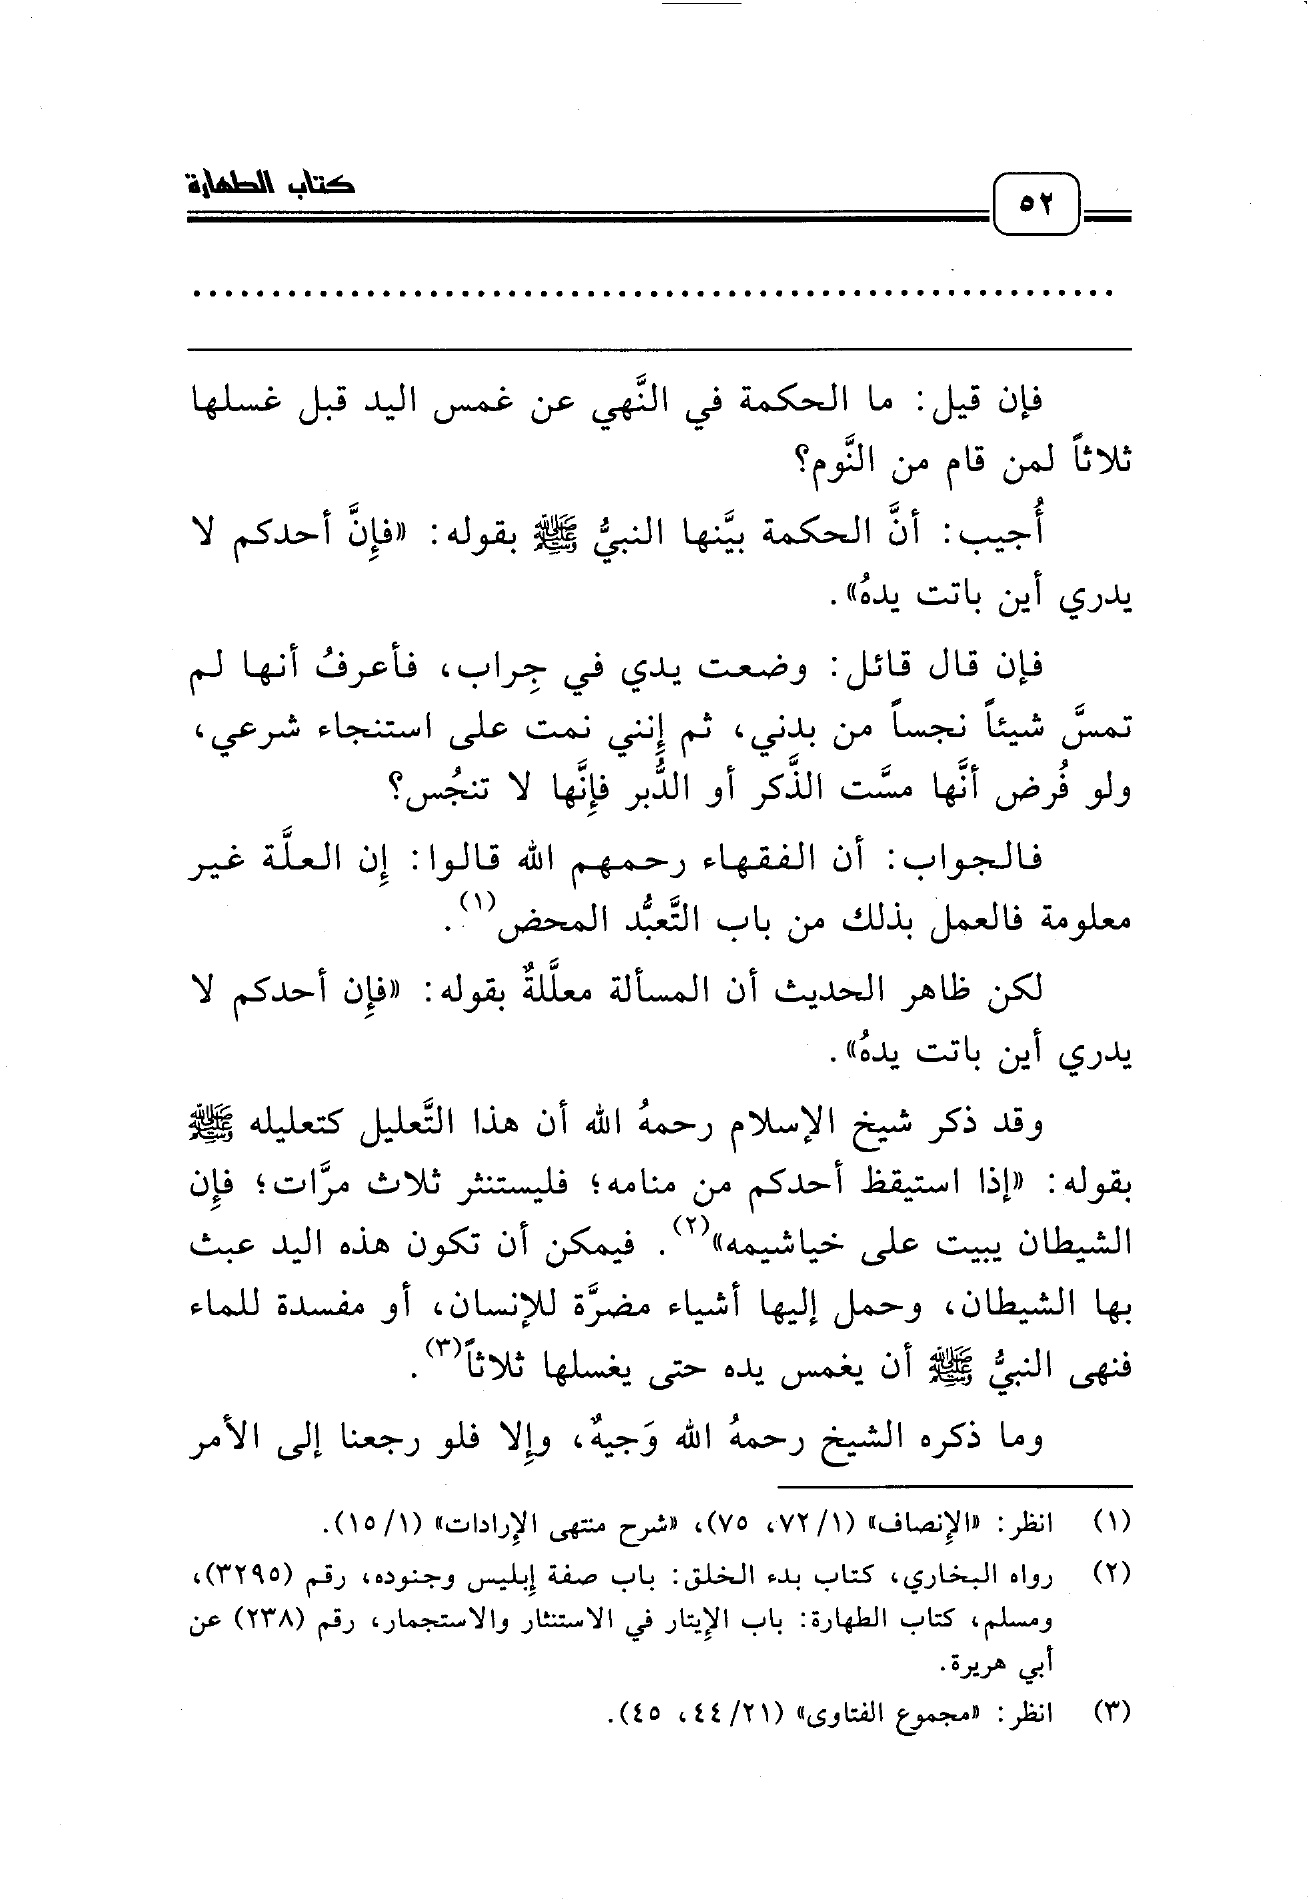 كتاب الطهارة
٥٢
فإن قيل: ما الحكمة في النَّهي عن غمس اليد قبل غسلها
ثلاثاً لمن قام من النَّوم؟
أُجيب: أنَّ الحكمة بيَّنها النبيُّ ﷺ بقوله: «فإنَّ أحدكم لا
يدري أين باتت يدهُ».
فإن قال قائل: وضعت يدي في جِراب، فأعرفُ أنها لم
تمسَّ شيئاً نجساً من بدني، ثم إنني نمت على استنجاء شرعي،
ولو فُرض أنَّها مسَّت الذَّكر أو الدُّبر فإنَّها لا تنجُس؟
فالجواب: أن الفقهاء رحمهم الله قالوا: إن العلَّة غير
معلومة فالعمل بذلك من باب التَّعبُّد المحض(١).
لكن ظاهر الحديث أن المسألة معلَّلةٌ بقوله: «فإن أحدكم لا
يدري أين باتت يدهُ».
وقد ذكر شيخ الإسلام رحمهُ الله أن هذا التَّعليل كتعليله ﷺ
بقوله: «إذا استيقظ أحدكم من منامه؛ فليستنثر ثلاث مرَّات؛ فإن
الشيطان يبيت على خياشيمه»(٢). فيمكن أن تكون هذه اليد عبث
بها الشيطان، وحمل إليها أشياء مضرَّة للإنسان، أو مفسدة للماء
فنهى النبيُّ ﷺ أن يغمس يده حتى يغسلها ثلاثاً(٣).
وما ذكره الشيخ رحمهُ الله وَجيهٌ، وإلا فلو رجعنا إلى الأمر
(١) انظر: «الإنصاف» (١/ ٧٢، ٧٥)، «شرح منتهى الإرادات» (١/ ١٥).
(٢) رواه البخاري، كتاب بدء الخلق: باب صفة إبليس وجنوده، رقم (٣٢٩٥)،
ومسلم، كتاب الطهارة: باب الإيتار في الاستنثار والاستجمار، رقم (٢٣٨) عن
أبي هريرة.
(٣) انظر: «مجموع الفتاوى» (٢١/ ٤٤، ٤٥).